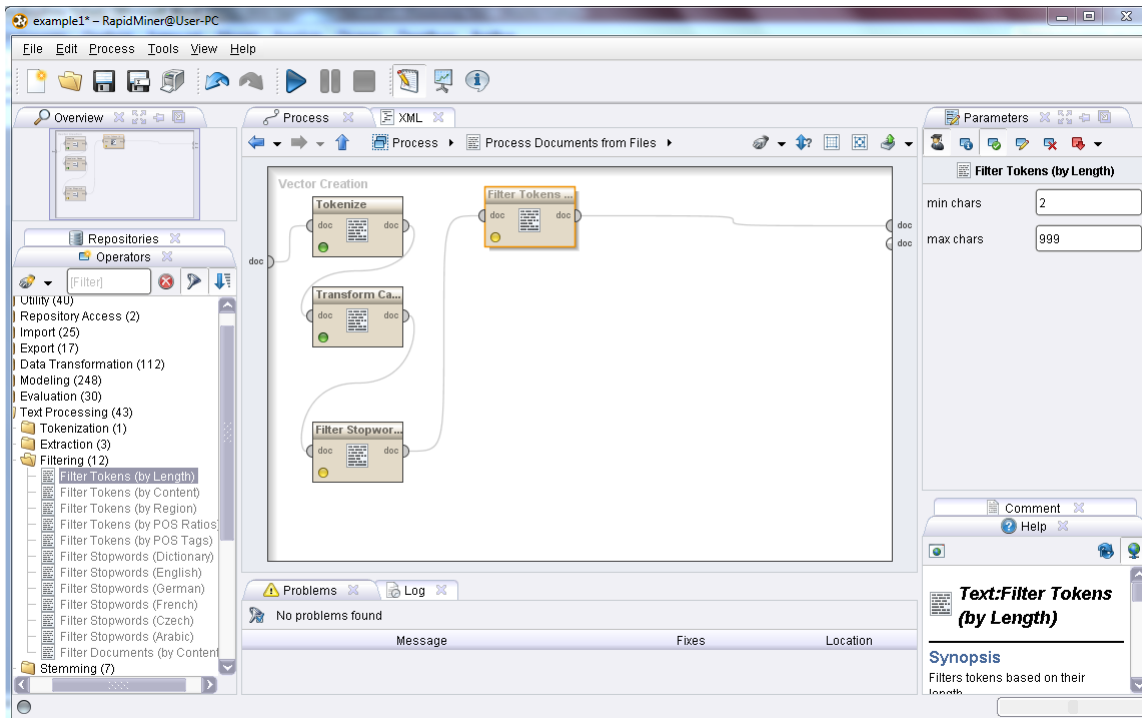 example1* – RapidMiner@User-PC
File Edit Process Tools View Help
Overview
Process
XML
Parameters
Process
Process Documents from Files
Filter Tokens (by Length)
min chars 2
max chars 999
Repositories
Operators
[Filter]
Utility (40)
Repository Access (2)
Import (25)
Export (17)
Data Transformation (112)
Modeling (248)
Evaluation (30)
Text Processing (43)
Tokenization (1)
Extraction (3)
Filtering (12)
Filter Tokens (by Length)
Filter Tokens (by Content)
Filter Tokens (by Region)
Filter Tokens (by POS Ratios
Filter Tokens (by POS Tags)
Filter Stopwords (Dictionary)
Filter Stopwords (English)
Filter Stopwords (German)
Filter Stopwords (French)
Filter Stopwords (Czech)
Filter Stopwords (Arabic)
Filter Documents (by Content
Stemming (7)
Vector Creation
doc
Tokenize
doc doc
Transform Ca...
doc doc
Filter Stopwor...
doc doc
Filter Tokens ...
doc doc
doc
doc
Problems
Log
No problems found
Message Fixes Location
Comment
Help
Text:Filter Tokens
(by Length)
Synopsis
Filters tokens based on their
length